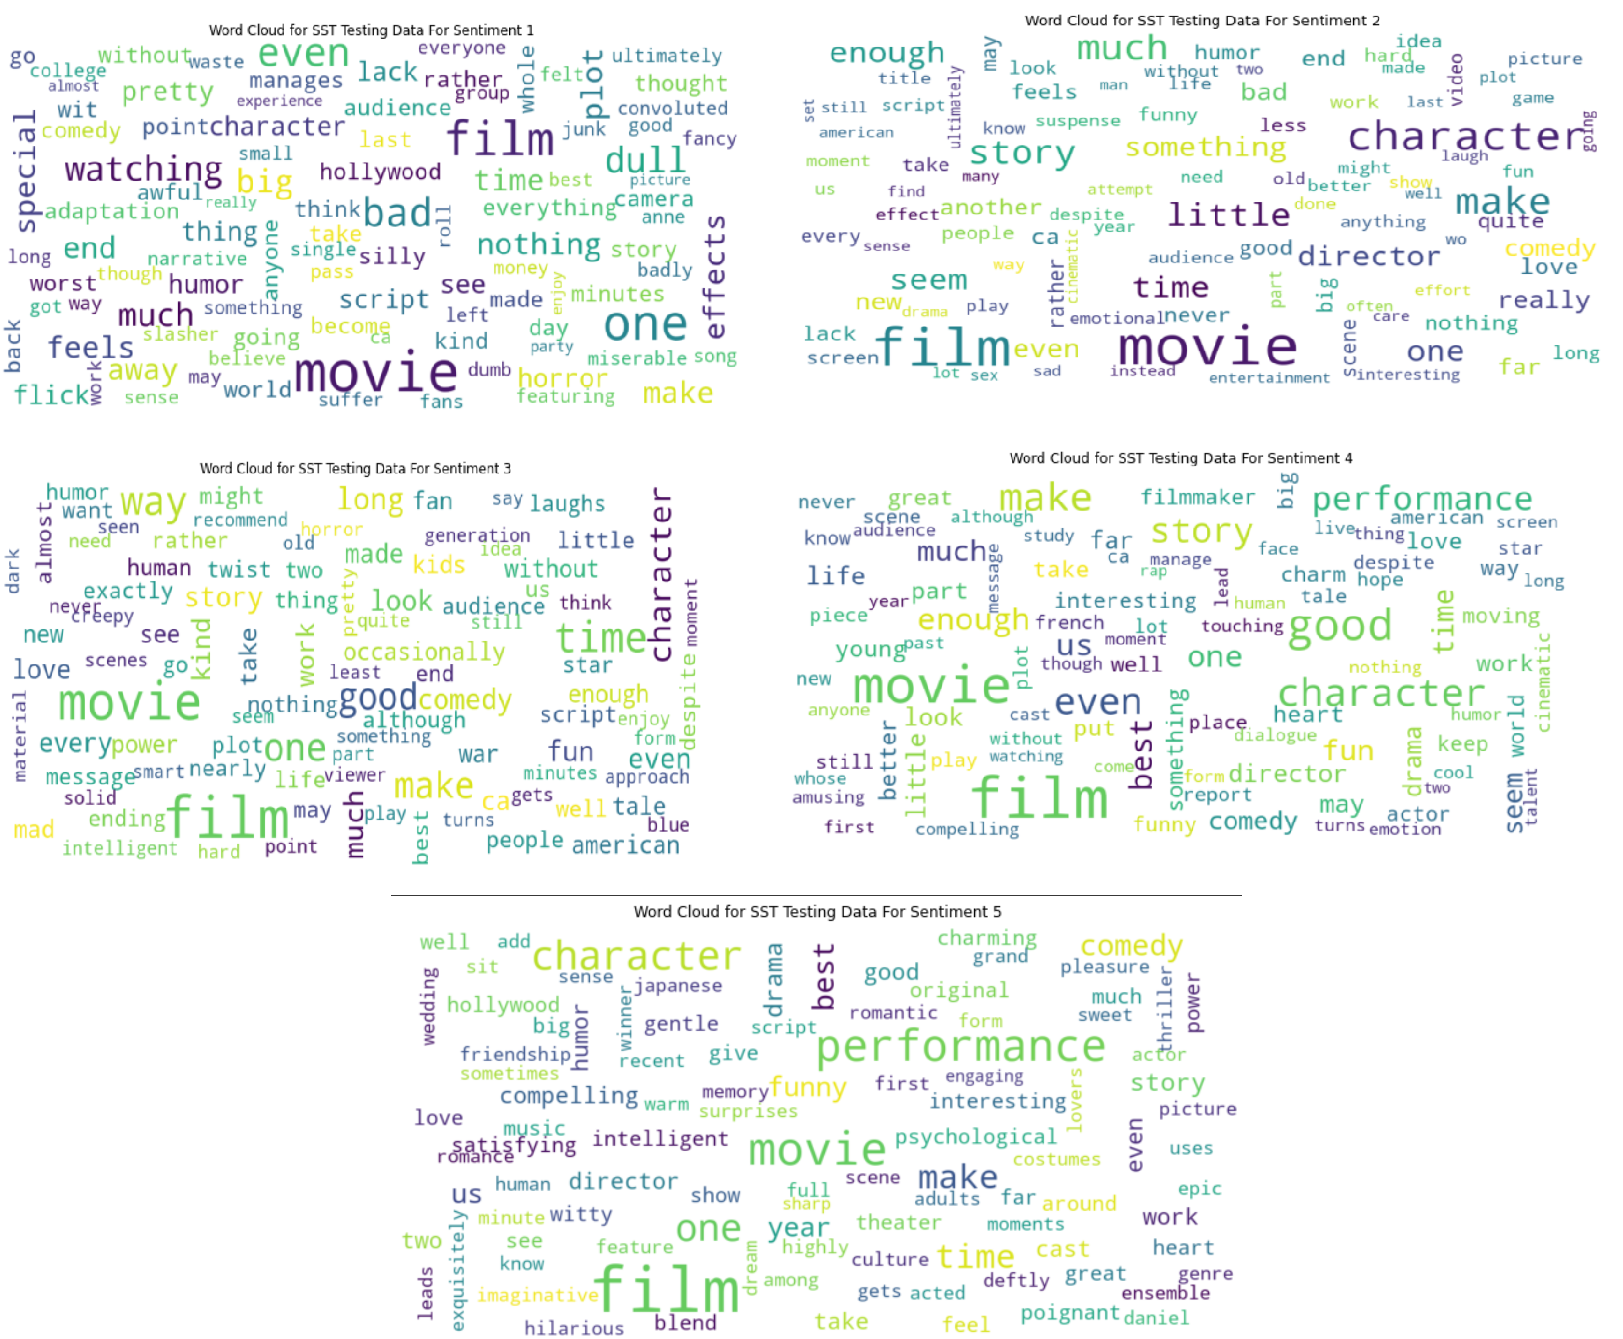 Word Cloud for SST Testing Data For Sentiment 1
go without waste even everyone whole plot ultimately
college almost manages lack rather felt thought
pretty experience group
wit audience convoluted
comedy point character last film junk good fancy
special small dull
watching big hollywood time best picture
awful really camera
adaptation think bad roll everything anne
thing take
end anyone single silly nothing story effects
long narrative
though pass money badly
worst humor see enjoy minutes
got way something script made
much left one
slasher going become ca kind day
back feels believe party miserable song
away movie dumb
work may horror
flick sense world suffer fans featuring make
Word Cloud for SST Testing Data For Sentiment 2
enough may much humor end hard idea
title look without two made video picture
feels man life bad plot
set still script ultimately work last game
american know suspense funny less character going
moment story something laugh
take many might fun
us find attempt need old better show well
effect another despite little done make
every sense people year anything quite
ca cinematic wo
audience good director comedy
way love
seem rather time part big
new drama play often effort really
emotional never care
lack nothing
screen film even movie scene one long
lot sex sad instead entertainment interesting far
Word Cloud for SST Testing Data For Sentiment 3
humor way might long fan say laughs
want
almost seen recommend horror generation character
need rather old idea little
dark human twist two made kids without
exactly us
never story thing pretty look audience think moment
creepy quite still
new see kind take work time
occasionally
love scenes go least end star
movie nothing good comedy enough despite
material seem although script enjoy
something form
every power plot one part war fun even
message smart nearly life viewer minutes approach
solid make
film may much play ca gets well tale
mad ending best turns blue
intelligent hard point people american
Word Cloud for SST Testing Data For Sentiment 4
never great make filmmaker big performance
scene although american screen
know audience story live thing love
much message study far face star
life ca manage despite way
take rap charm hope long
year part lead tale
piece interesting human
enough french lot touching good time moving
young past us moment
though well one nothing work cinematic
new movie plot character
anyone even
look cast something place heart humor world
better little put best dialogue drama
still play without fun keep
whose watching come form director cool
amusing film report two seem talent
may actor
first compelling funny comedy turns emotion
Word Cloud for SST Testing Data For Sentiment 5
well add character drama best charming comedy
sit grand
wedding sense good pleasure thriller power
japanese original
hollywood winner much
big humor gentle script romantic form sweet
friendship performance
sometimes recent give actor
engaging
compelling memory funny first lovers story
warm surprises interesting
love picture
music
satisfying intelligent movie psychological even uses
romance costumes
human director scene make
us show full adults far around epic
exquisitely sharp
minute witty one year theater moments work
two see feature highly heart
know dream culture time cast
leads imaginative film among deftly great genre
gets acted ensemble
hilarious blend take feel poignant daniel